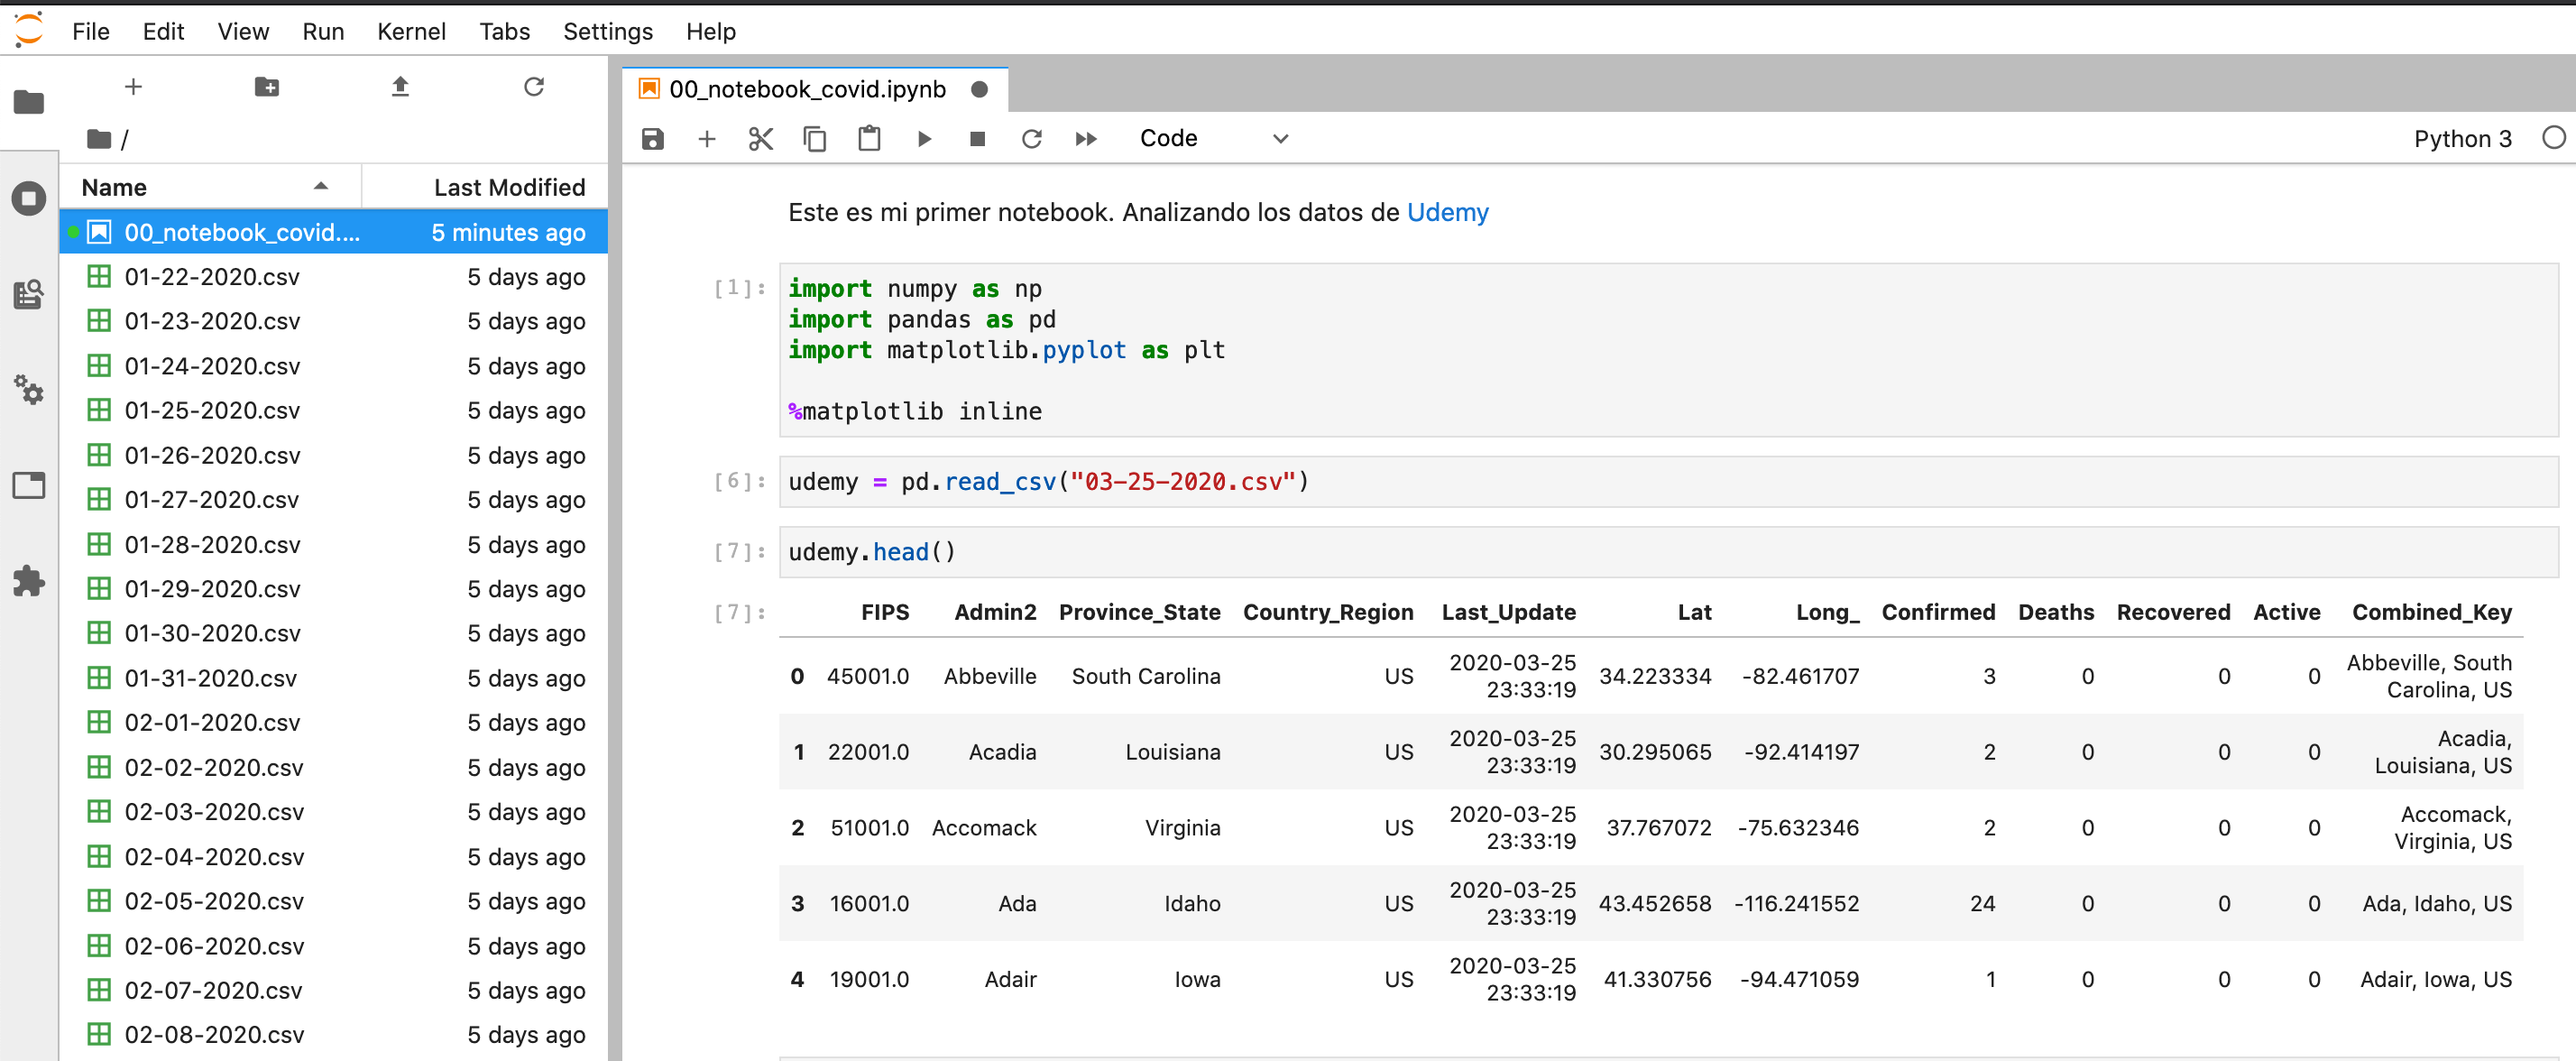 File Edit View Run Kernel Tabs Settings Help
/
Name Last Modified
00_notebook_covid.... 5 minutes ago
01-22-2020.csv 5 days ago
01-23-2020.csv 5 days ago
01-24-2020.csv 5 days ago
01-25-2020.csv 5 days ago
01-26-2020.csv 5 days ago
01-27-2020.csv 5 days ago
01-28-2020.csv 5 days ago
01-29-2020.csv 5 days ago
01-30-2020.csv 5 days ago
01-31-2020.csv 5 days ago
02-01-2020.csv 5 days ago
02-02-2020.csv 5 days ago
02-03-2020.csv 5 days ago
02-04-2020.csv 5 days ago
02-05-2020.csv 5 days ago
02-06-2020.csv 5 days ago
02-07-2020.csv 5 days ago
02-08-2020.csv 5 days ago
00_notebook_covid.ipynb
Code Python 3
Este es mi primer notebook. Analizando los datos de Udemy
[1]: import numpy as np
import pandas as pd
import matplotlib.pyplot as plt
%matplotlib inline
[6]: udemy = pd.read_csv("03-25-2020.csv")
[7]: udemy.head()
[7]: FIPS Admin2 Province_State Country_Region Last_Update Lat Long_ Confirmed Deaths Recovered Active Combined_Key
0 45001.0 Abbeville South Carolina US 2020-03-25 23:33:19 34.223334 -82.461707 3 0 0 0 Abbeville, South Carolina, US
1 22001.0 Acadia Louisiana US 2020-03-25 23:33:19 30.295065 -92.414197 2 0 0 0 Acadia, Louisiana, US
2 51001.0 Accomack Virginia US 2020-03-25 23:33:19 37.767072 -75.632346 2 0 0 0 Accomack, Virginia, US
3 16001.0 Ada Idaho US 2020-03-25 23:33:19 43.452658 -116.241552 24 0 0 0 Ada, Idaho, US
4 19001.0 Adair Iowa US 2020-03-25 23:33:19 41.330756 -94.471059 1 0 0 0 Adair, Iowa, US